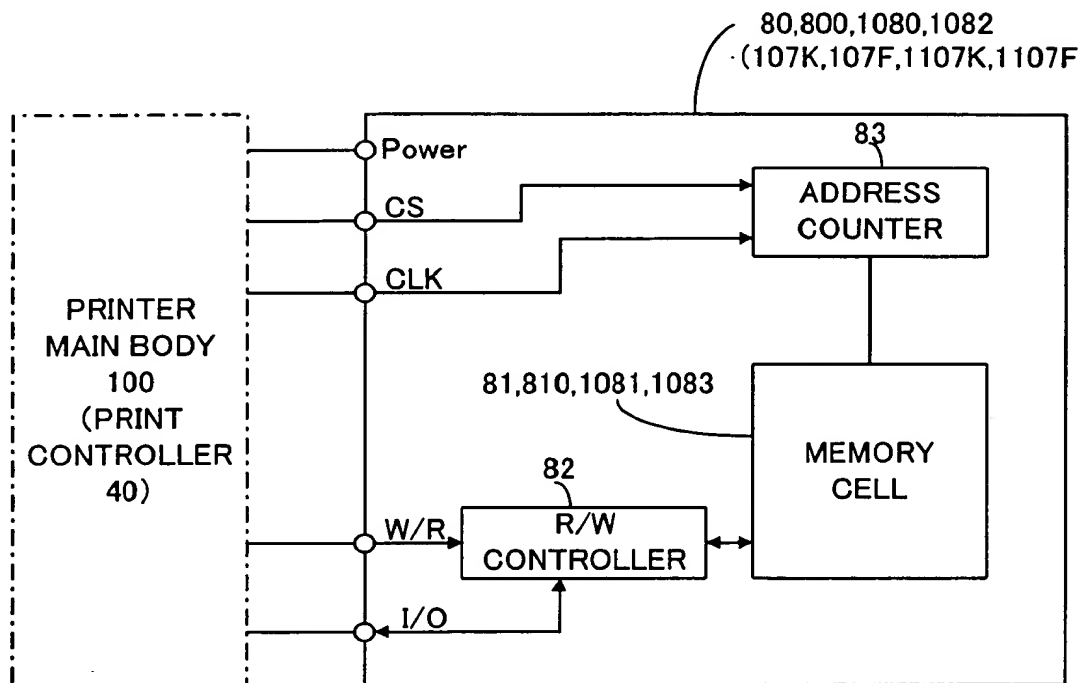 80,800,1080,1082
(107K,107F,1107K,1107F
Power
83
CS
ADDRESS
COUNTER
CLK
PRINTER
MAIN BODY
100
(PRINT
CONTROLLER
40)
81,810,1081,1083
MEMORY
CELL
82
W/R
R/W
CONTROLLER
I/O